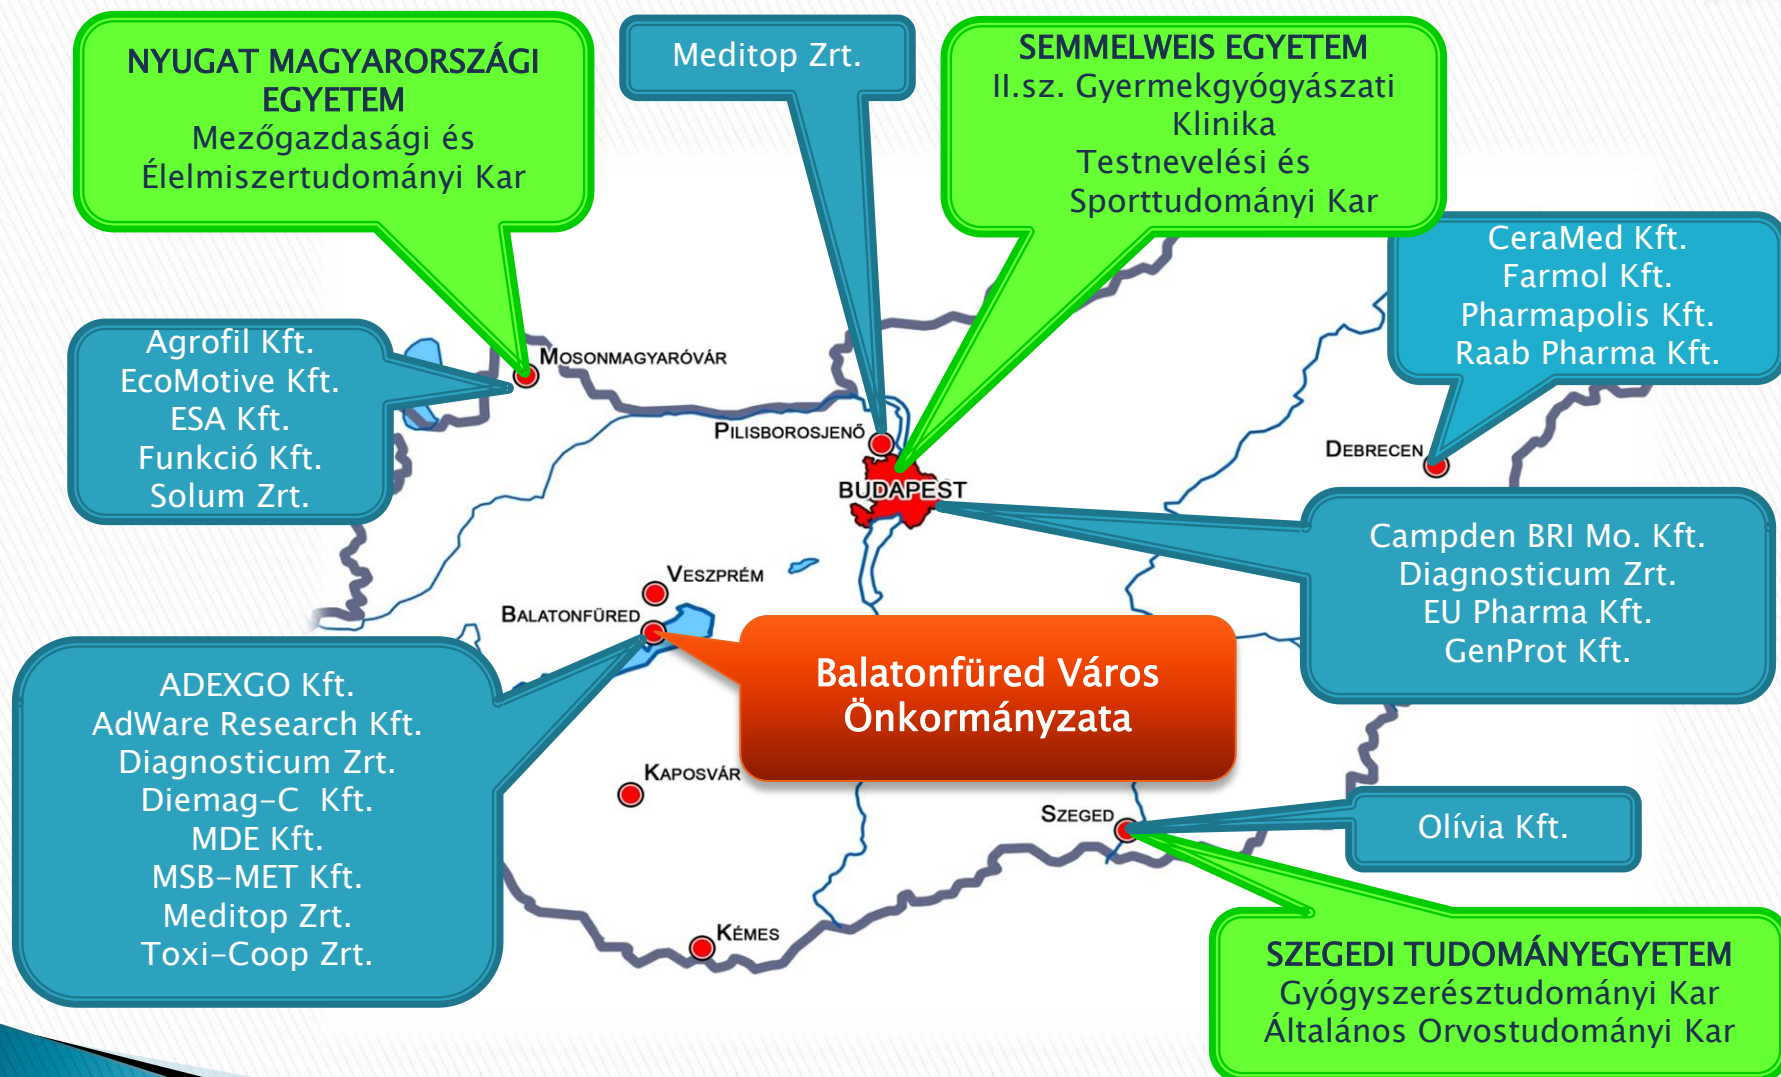 NYUGAT MAGYARORSZÁGI
EGYETEM
Mezőgazdasági és
Élelmiszertudományi Kar
Meditop Zrt.
SEMMELWEIS EGYETEM
II.sz. Gyermekgyógyászati
Klinika
Testnevelési és
Sporttudományi Kar
CeraMed Kft.
Farmol Kft.
Pharmapolis Kft.
Raab Pharma Kft.
Agrofil Kft.
EcoMotive Kft.
ESA Kft.
Funkció Kft.
Solum Zrt.
MOSONMAGYARÓVÁR
PILISBOROSJENŐ
BUDAPEST
DEBRECEN
Campden BRI Mo. Kft.
Diagnosticum Zrt.
EU Pharma Kft.
GenProt Kft.
VESZPRÉM
BALATONFÜRED
Balatonfüred Város
Önkormányzata
ADEXGO Kft.
AdWare Research Kft.
Diagnosticum Zrt.
Diemag-C  Kft.
MDE Kft.
MSB-MET Kft.
Meditop Zrt.
Toxi-Coop Zrt.
KAPOSVÁR
SZEGED
Olívia Kft.
KÉMES
SZEGEDI TUDOMÁNYEGYETEM
Gyógyszerésztudományi Kar
Általános Orvostudományi Kar